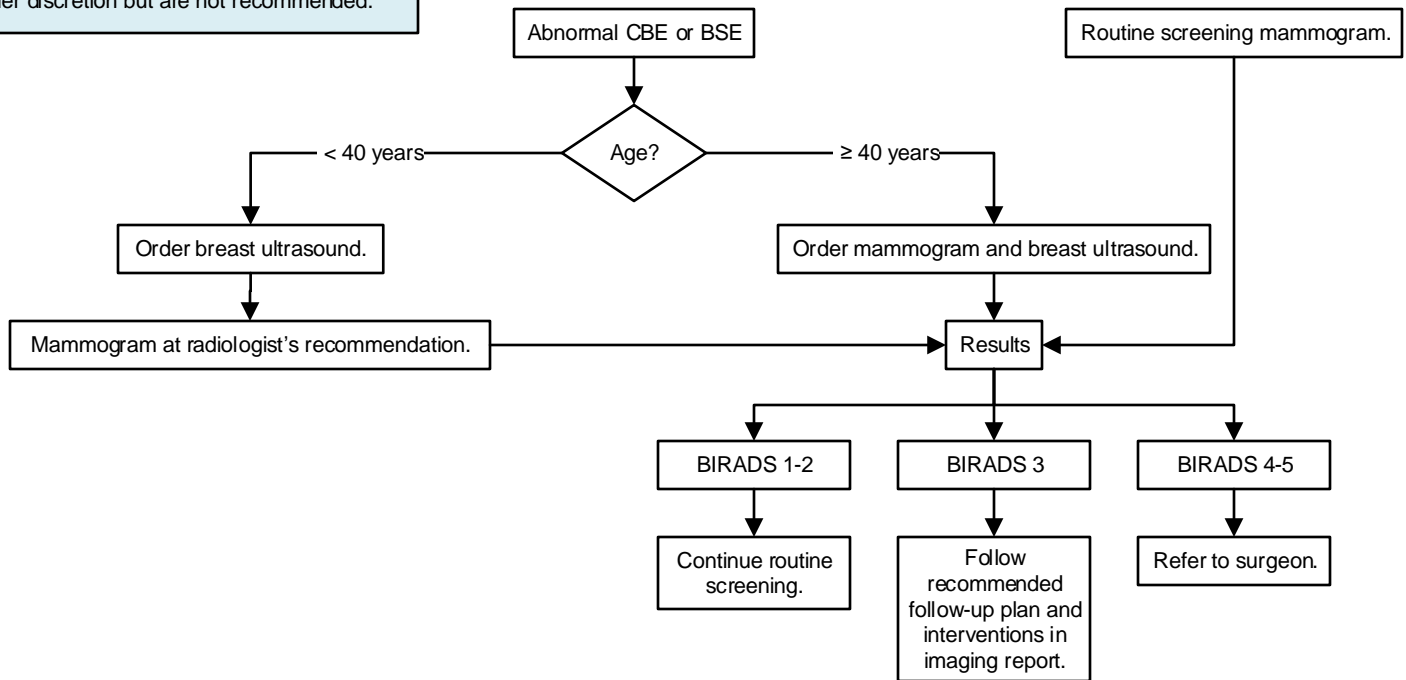 discretion but are not recommended.
Abnormal CBE or BSE
Routine screening mammogram.
< 40 years
Age?
≥ 40 years
Order breast ultrasound.
Order mammogram and breast ultrasound.
Mammogram at radiologist’s recommendation.
Results
BIRADS 1-2
BIRADS 3
BIRADS 4-5
Continue routine
screening.
Follow
recommended
follow-up plan and
interventions in
imaging report.
Refer to surgeon.